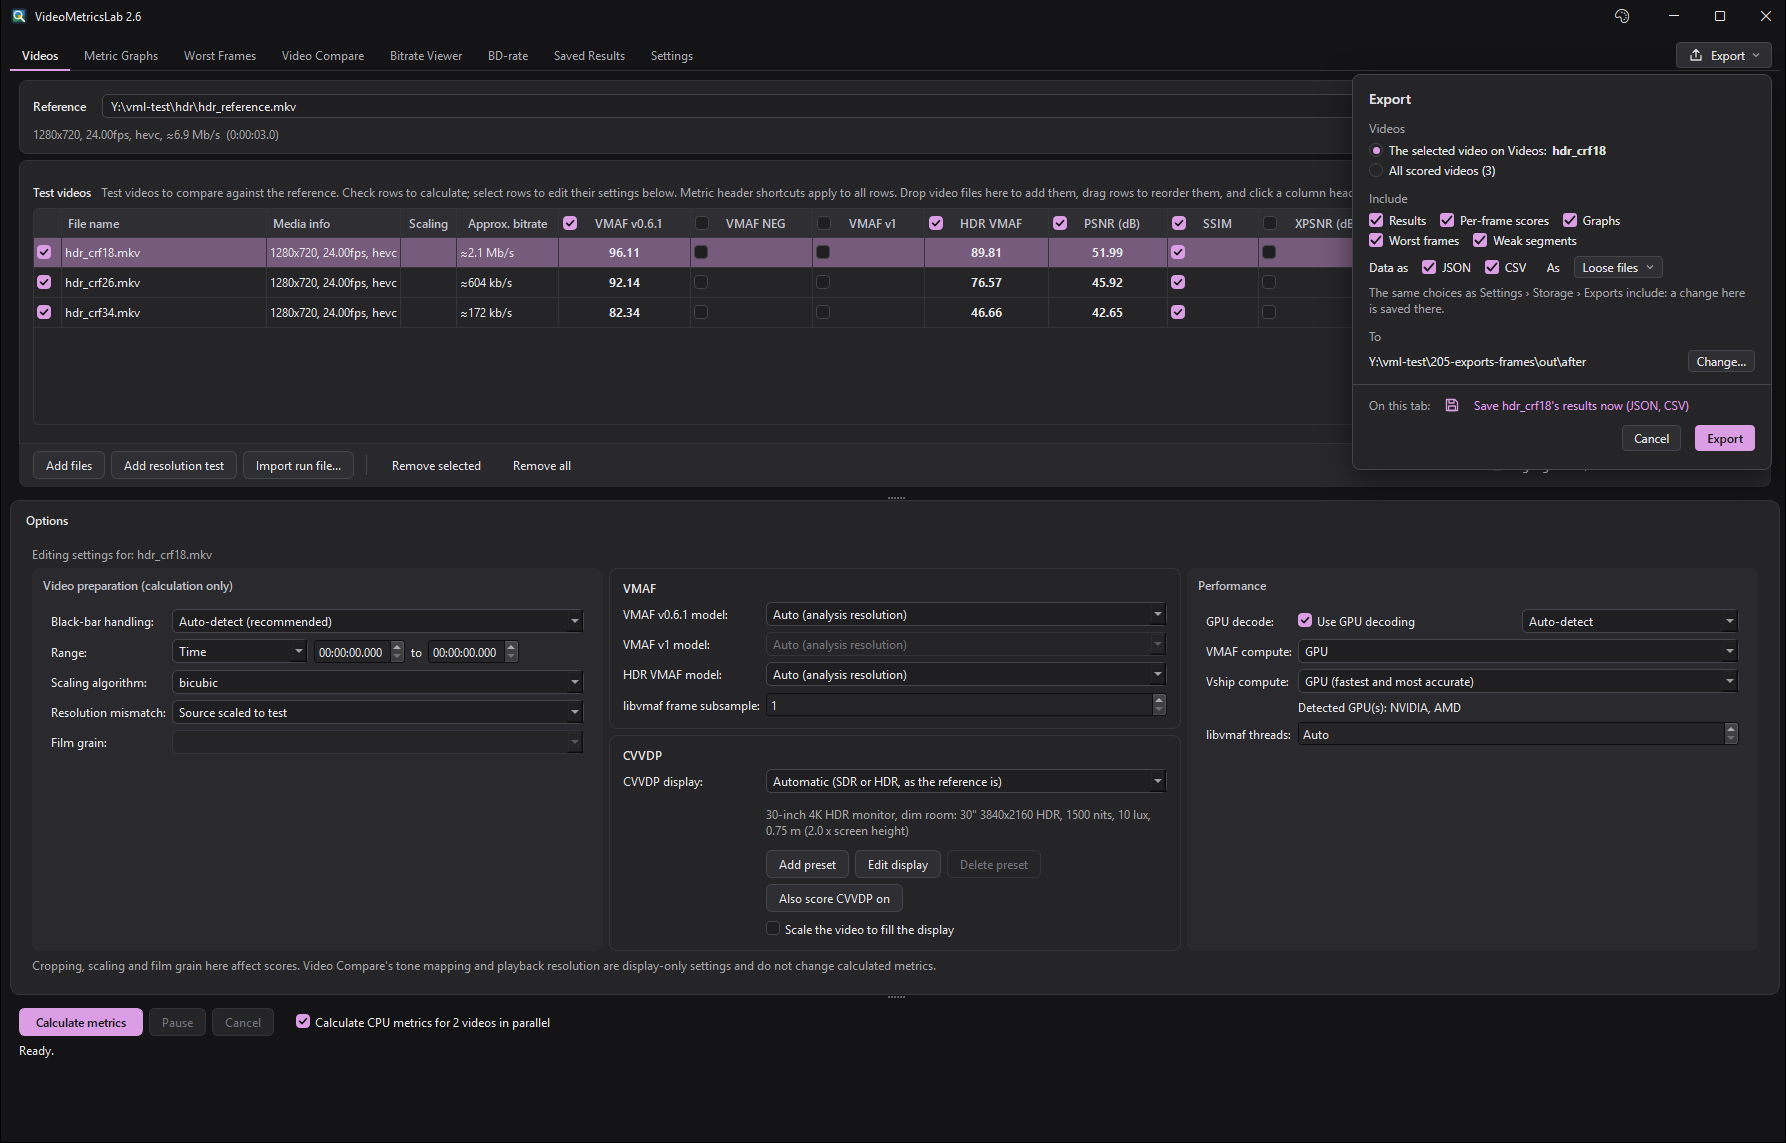 VideoMetricsLab 2.6
Videos Metric Graphs Worst Frames Video Compare Bitrate Viewer BD-rate Saved Results Settings Export
Reference Y:\vml-test\hdr\hdr_reference.mkv
1280x720, 24.00fps, hevc, ≈6.9 Mb/s (0:00:03.0)
Test videos Test videos to compare against the reference. Check rows to calculate; select rows to edit their settings below. Metric header shortcuts apply to all rows. Drop video files here to add them, drag rows to reorder them, and click a column
File name Media info Scaling Approx. bitrate VMAF v0.6.1 VMAF NEG VMAF v1 HDR VMAF PSNR (dB) SSIM XPSNR
hdr_crf18.mkv 1280x720, 24.00fps, hevc ≈2.1 Mb/s 96.11 89.81 51.99
hdr_crf26.mkv 1280x720, 24.00fps, hevc ≈604 kb/s 92.14 76.57 45.92
hdr_crf34.mkv 1280x720, 24.00fps, hevc ≈172 kb/s 82.34 46.66 42.65
Add files Add resolution test Import run file... Remove selected Remove all
Export
Videos
The selected video on Videos: hdr_crf18
All scored videos (3)
Include
Results Per-frame scores Graphs
Worst frames Weak segments
Data as JSON CSV As Loose files
The same choices as Settings › Storage › Exports include: a change here
is saved there.
To
Y:\vml-test\205-exports-frames\out\after Change...
On this tab: Save hdr_crf18's results now (JSON, CSV)
Cancel Export
Options
Editing settings for: hdr_crf18.mkv
Video preparation (calculation only)
Black-bar handling: Auto-detect (recommended)
Range: Time 00:00:00.000 to 00:00:00.000
Scaling algorithm: bicubic
Resolution mismatch: Source scaled to test
Film grain:
VMAF
VMAF v0.6.1 model: Auto (analysis resolution)
VMAF v1 model: Auto (analysis resolution)
HDR VMAF model: Auto (analysis resolution)
libvmaf frame subsample: 1
CVVDP
CVVDP display: Automatic (SDR or HDR, as the reference is)
30-inch 4K HDR monitor, dim room: 30" 3840x2160 HDR, 1500 nits, 10 lux,
0.75 m (2.0 x screen height)
Add preset Edit display Delete preset
Also score CVVDP on
Scale the video to fill the display
Performance
GPU decode: Use GPU decoding Auto-detect
VMAF compute: GPU
Vship compute: GPU (fastest and most accurate)
Detected GPU(s): NVIDIA, AMD
libvmaf threads: Auto
Cropping, scaling and film grain here affect scores. Video Compare's tone mapping and playback resolution are display-only settings and do not change calculated metrics.
Calculate metrics Pause Cancel Calculate CPU metrics for 2 videos in parallel
Ready.